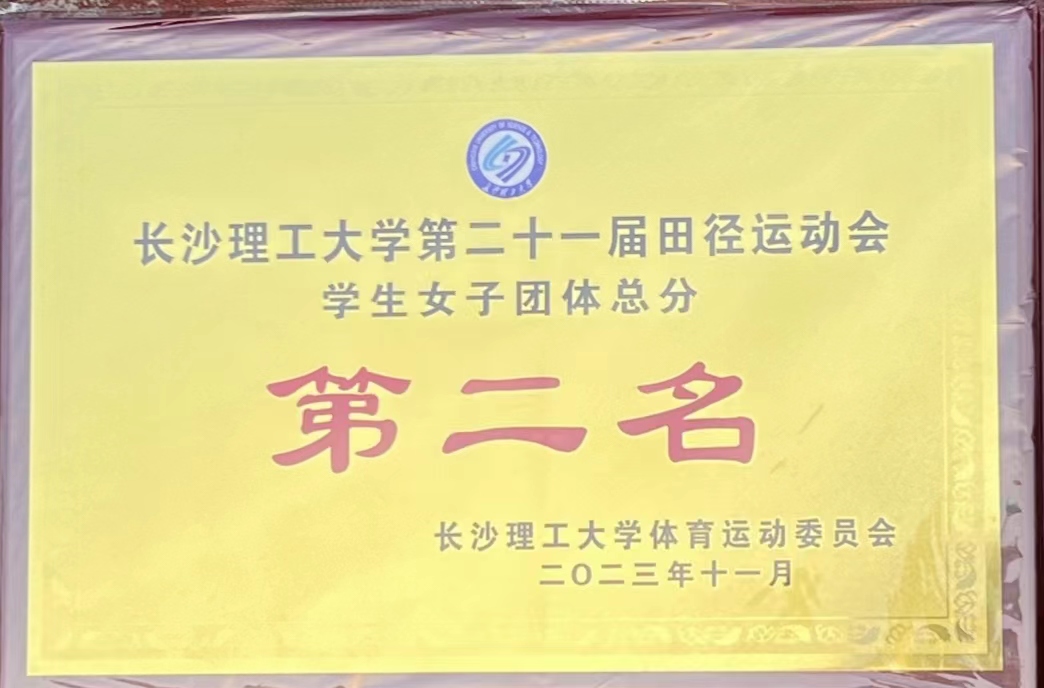 长沙理工大学第二十一届田径运动会
学生女子团体总分
第二名
长沙理工大学体育运动委员会
二〇二三年十一月